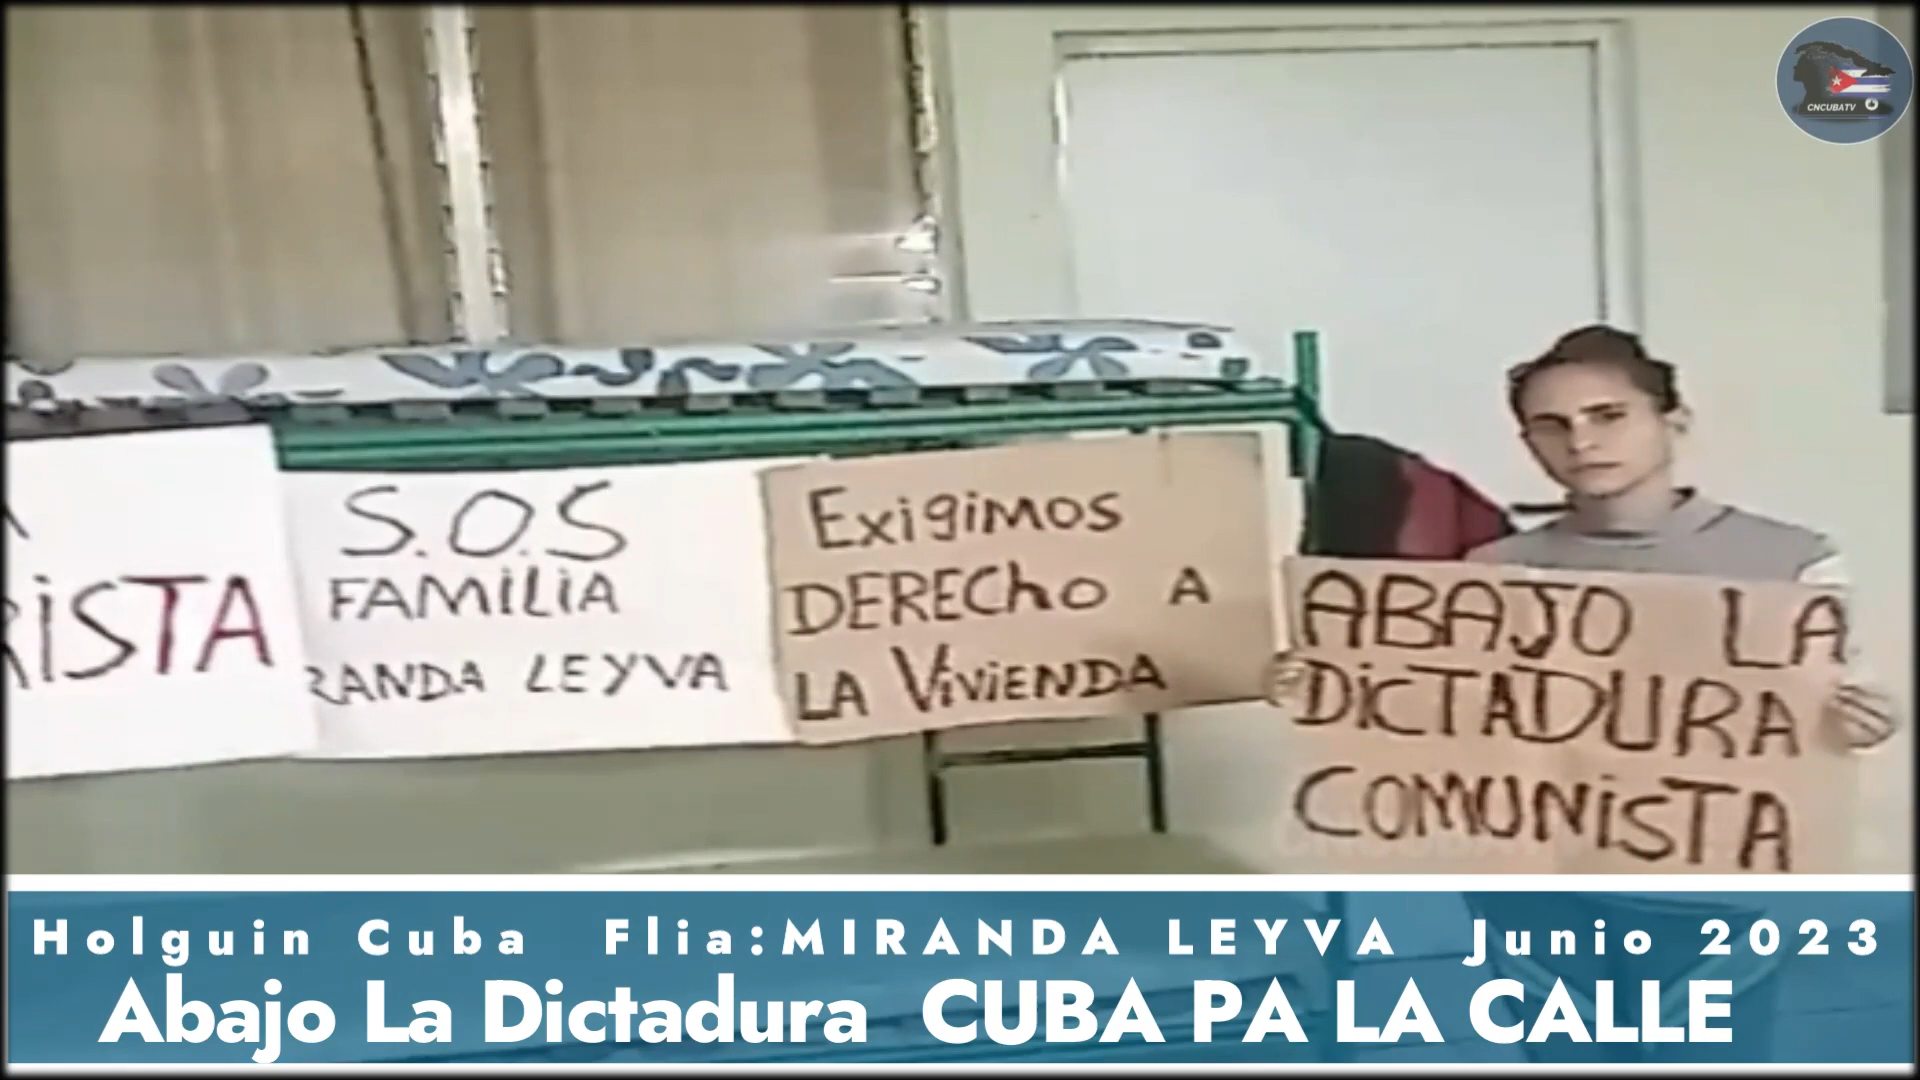 CNCUBATV
S.O.S
FAMILIA
RANDA LEYVA
EXIGIMOS
DERECHO A
LA VIVIENDA
ABAJO LA
DICTADURA
COMUNISTA
Holguin Cuba Flia:MIRANDA LEYVA Junio 2023
Abajo La Dictadura CUBA PA LA CALLE